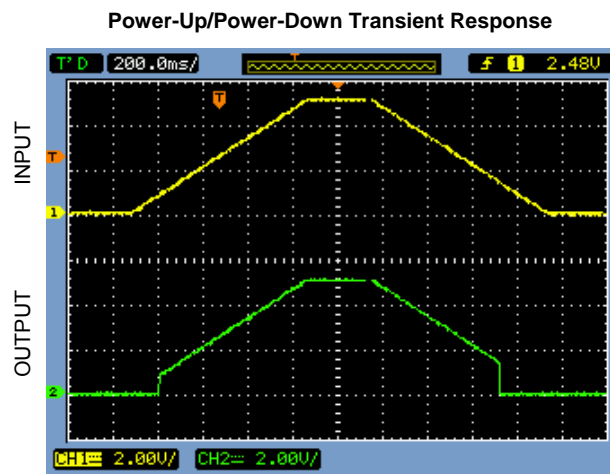 Power-Up/Power-Down Transient Response
T'D 200.0ms/ T ƒ 1 2.48V
T
INPUT
T
1
OUTPUT
2
CH1 2.00V/ CH2 2.00V/